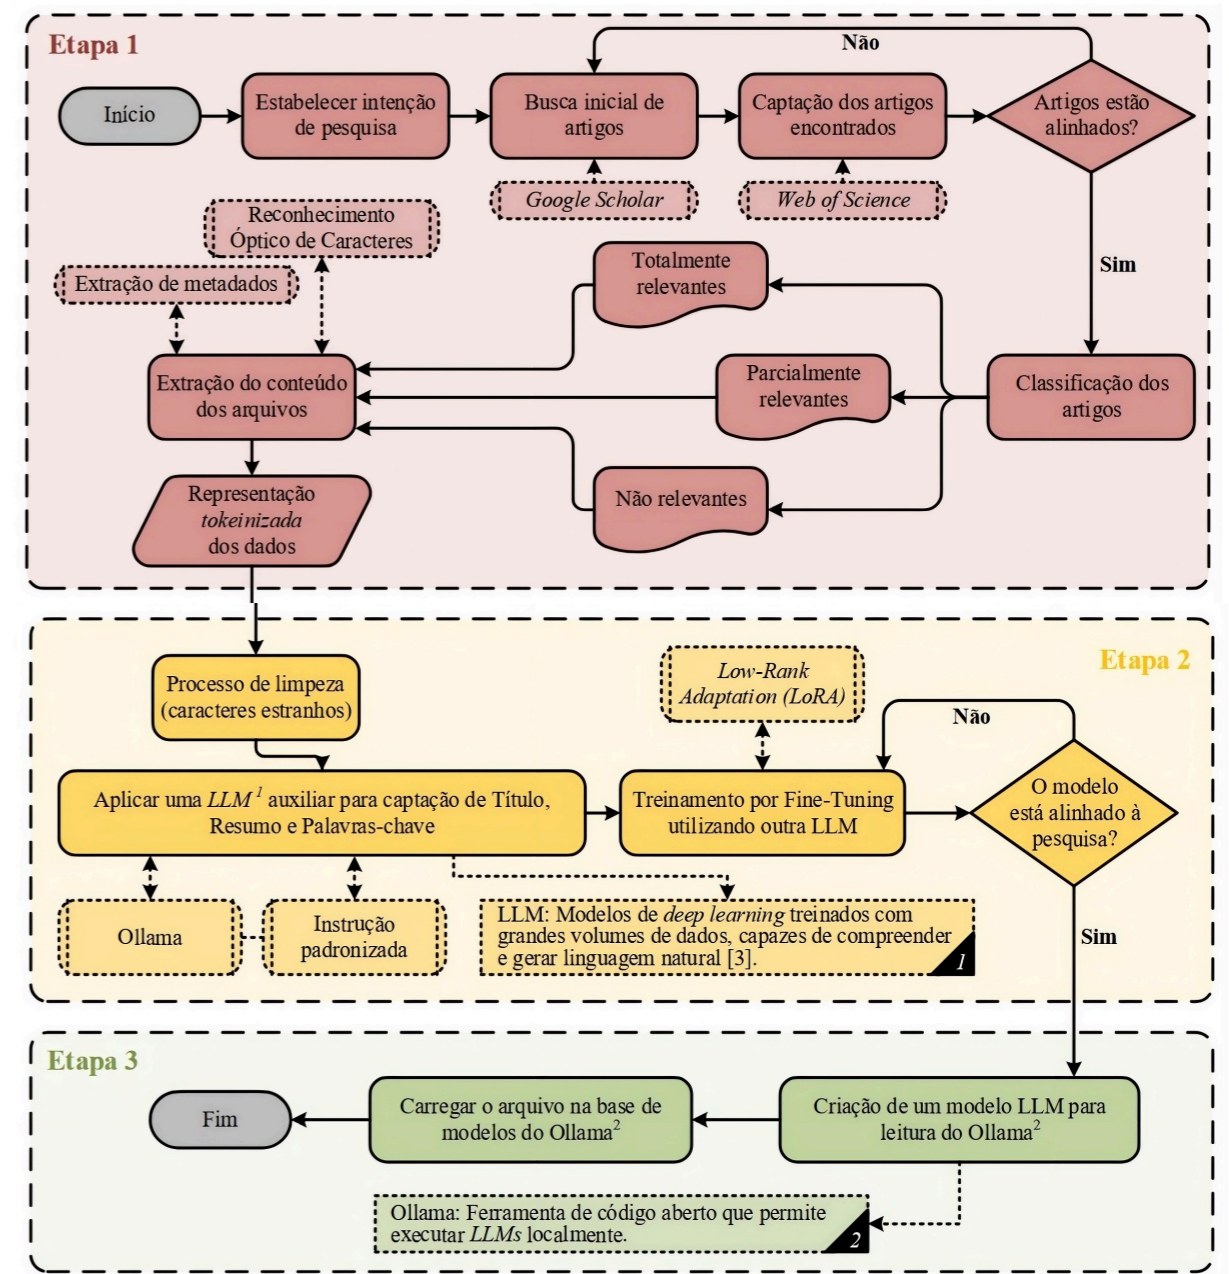 Etapa 1
Não
Início
Estabelecer intenção
de pesquisa
Busca inicial de
artigos
Captação dos artigos
encontrados
Artigos estão
alinhados?
Google Scholar
Web of Science
Reconhecimento
Óptico de Caracteres
Extração de metadados
Totalmente
relevantes
Sim
Extração do conteúdo
dos arquivos
Parcialmente
relevantes
Classificação dos
artigos
Não relevantes
Representação
tokeinizada
dos dados
Etapa 2
Processo de limpeza
(caracteres estranhos)
Low-Rank
Adaptation (LoRA)
Não
Aplicar uma LLM¹ auxiliar para captação de Título,
Resumo e Palavras-chave
Treinamento por Fine-Tuning
utilizando outra LLM
O modelo
está alinhado à
pesquisa?
Ollama
Instrução
padronizada
LLM: Modelos de deep learning treinados com
grandes volumes de dados, capazes de compreender
e gerar linguagem natural [3].
1
Sim
Etapa 3
Fim
Carregar o arquivo na base de
modelos do Ollama²
Criação de um modelo LLM para
leitura do Ollama²
Ollama: Ferramenta de código aberto que permite
executar LLMs localmente.
2